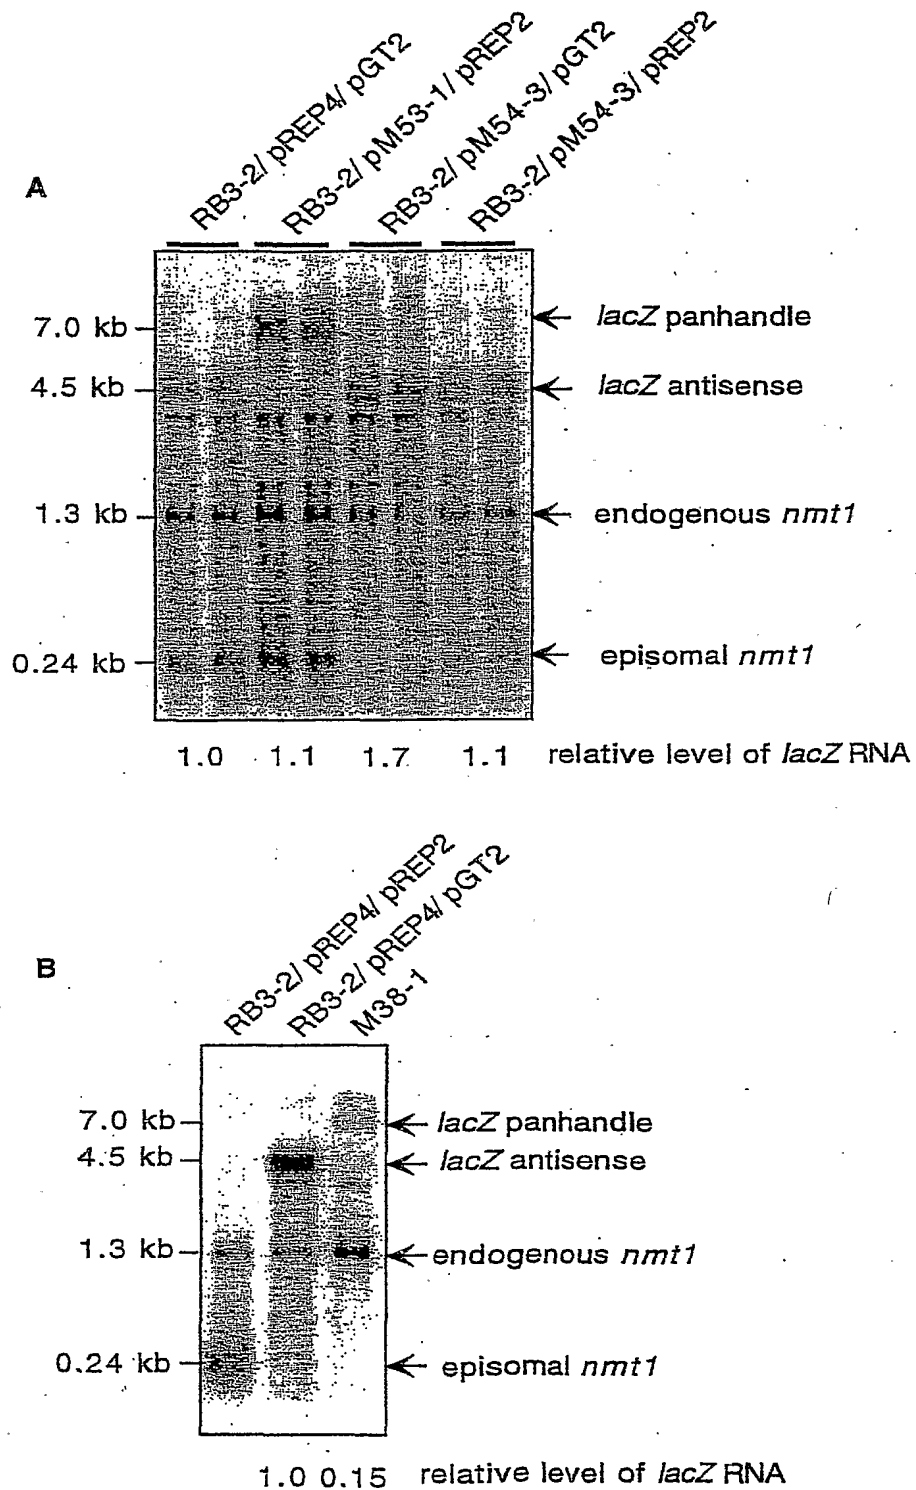 A
RB3-2/ pREP4/ pGT2
RB3-2/ pM53-1/ pREP2
RB3-2/ pM54-3/ pGT2
RB3-2/ pM54-3/ pREP2
7.0 kb
lacZ panhandle
4.5 kb
lacZ antisense
1.3 kb
endogenous nmt1
0.24 kb
episomal nmt1
1.0 1.1 1.7 1.1 relative level of lacZ RNA
B
RB3-2/ pREP4/ pREP2
RB3-2/ pREP4/ pGT2
M38-1
7.0 kb
lacZ panhandle
4.5 kb
lacZ antisense
1.3 kb
endogenous nmt1
0.24 kb
episomal nmt1
1.0 0.15 relative level of lacZ RNA